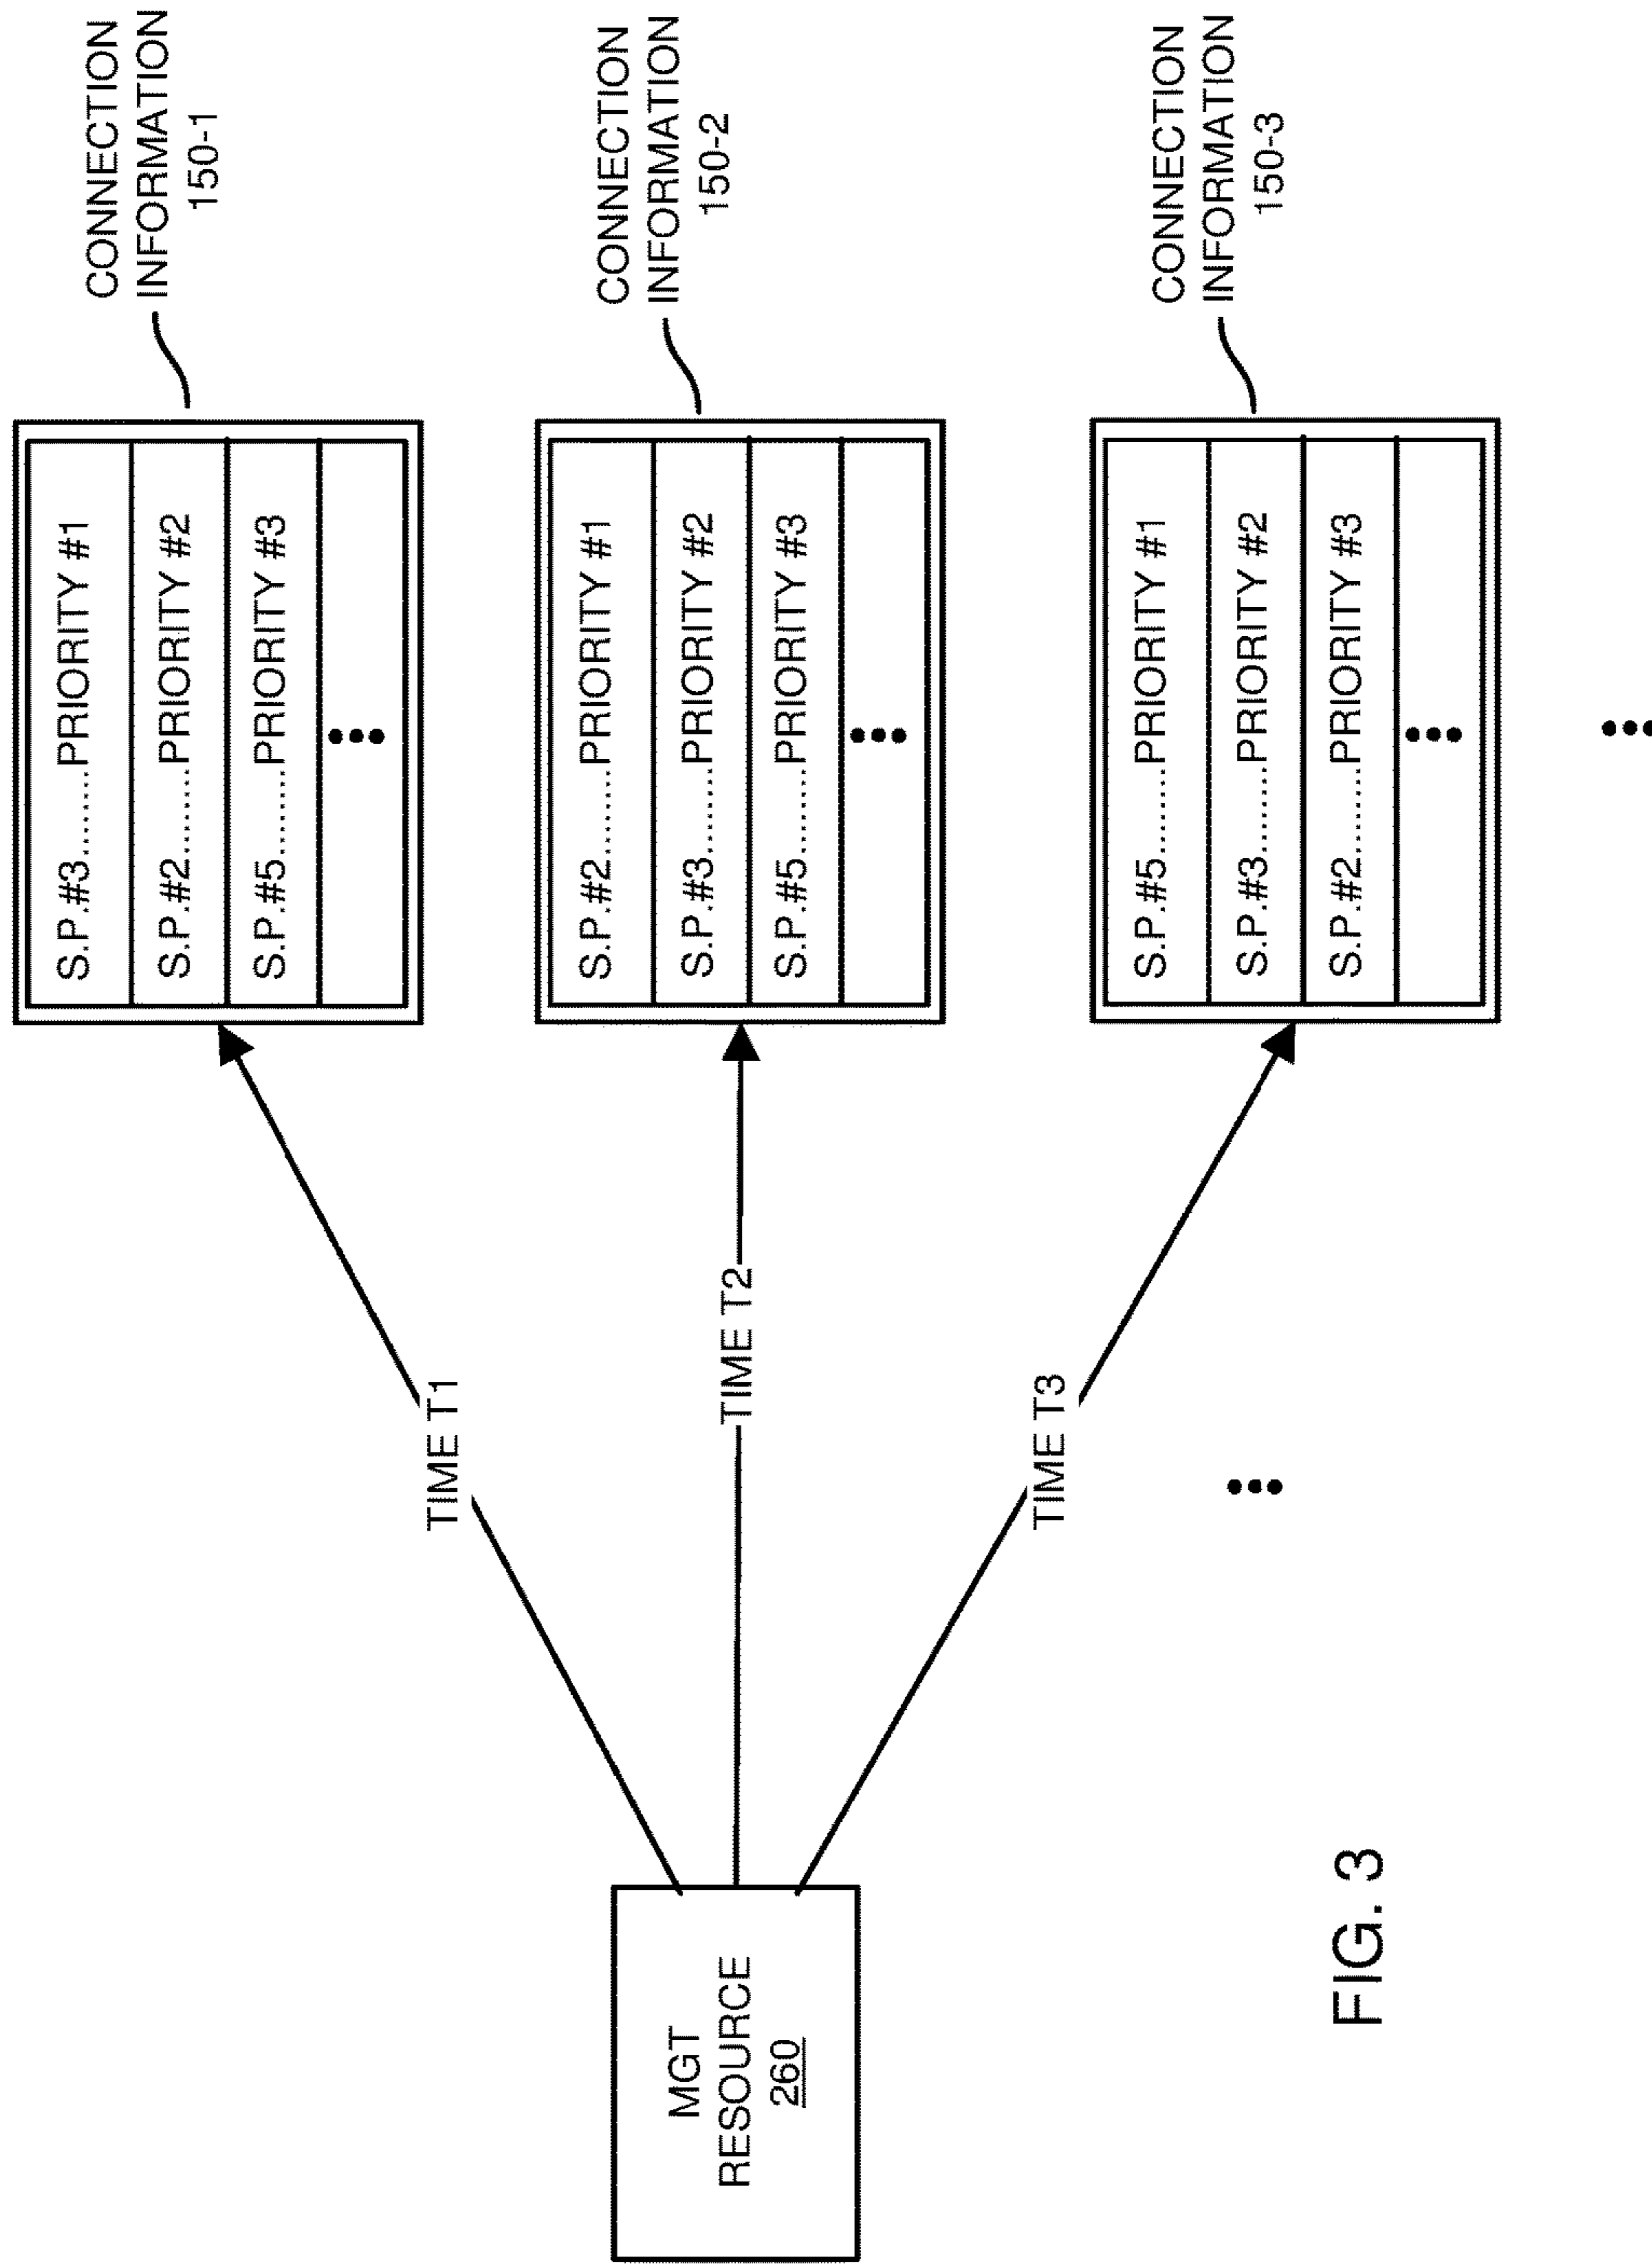 MGT
RESOURCE
260
TIME T1
TIME T2
TIME T3
S.P.#3.......PRIORITY #1
S.P.#2......PRIORITY #2
S.P.#5......PRIORITY #3
CONNECTION
INFORMATION
150-1
S.P.#2.......PRIORITY #1
S.P.#3......PRIORITY #2
S.P.#5......PRIORITY #3
CONNECTION
INFORMATION
150-2
S.P.#5.......PRIORITY #1
S.P.#3.......PRIORITY #2
S.P.#2.......PRIORITY #3
CONNECTION
INFORMATION
150-3
FIG. 3